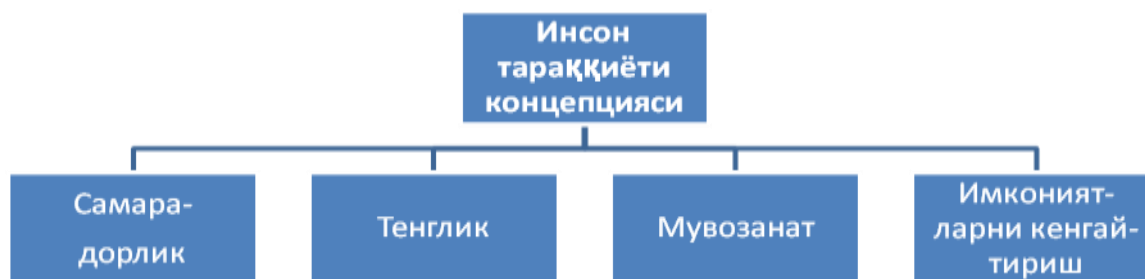 Инсон
тараққиёти
концепцияси
Самара-
дорлик
Тенглик
Мувозанат
Имконият-
ларни кенгай-
тириш